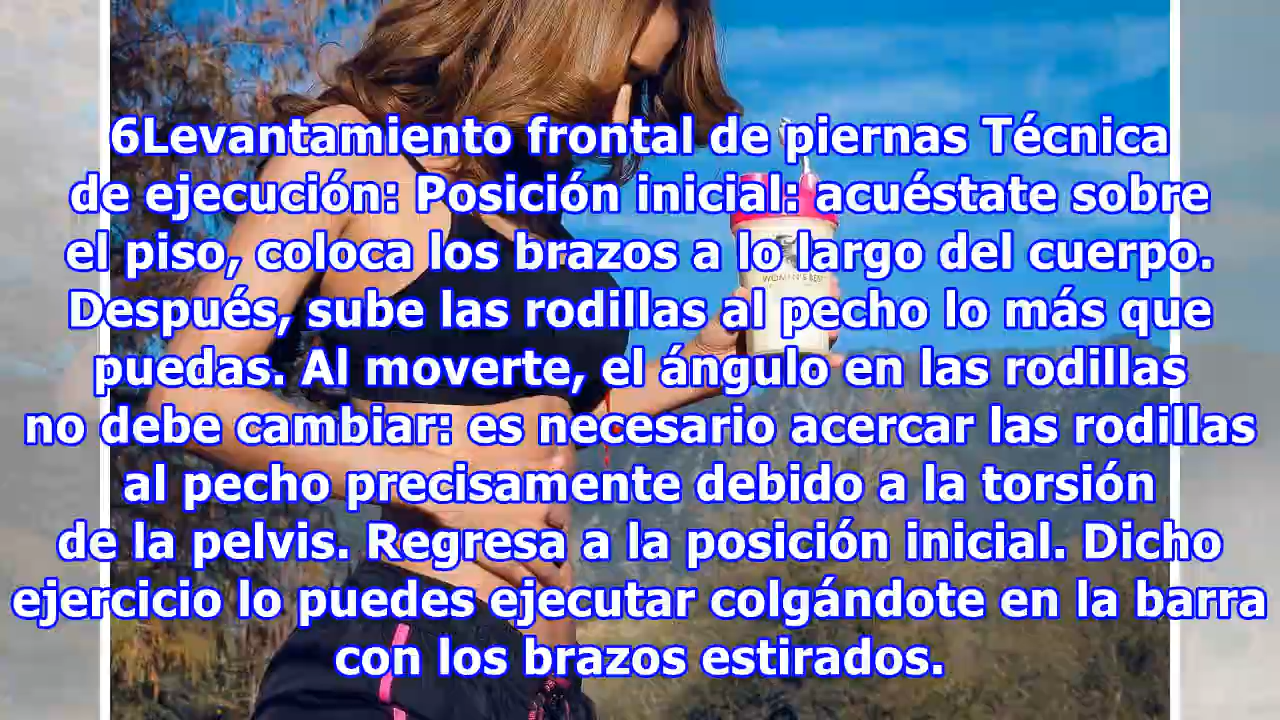 6Levantamiento frontal de piernas Técnica
de ejecución: Posición inicial: acuéstate sobre
el piso, coloca los brazos a lo largo del cuerpo.
Después, sube las rodillas al pecho lo más que
puedas. Al moverte, el ángulo en las rodillas
no debe cambiar: es necesario acercar las rodillas
al pecho precisamente debido a la torsión
de la pelvis. Regresa a la posición inicial. Dicho
ejercicio lo puedes ejecutar colgándote en la barra
con los brazos estirados.
WOMAN'S BEST